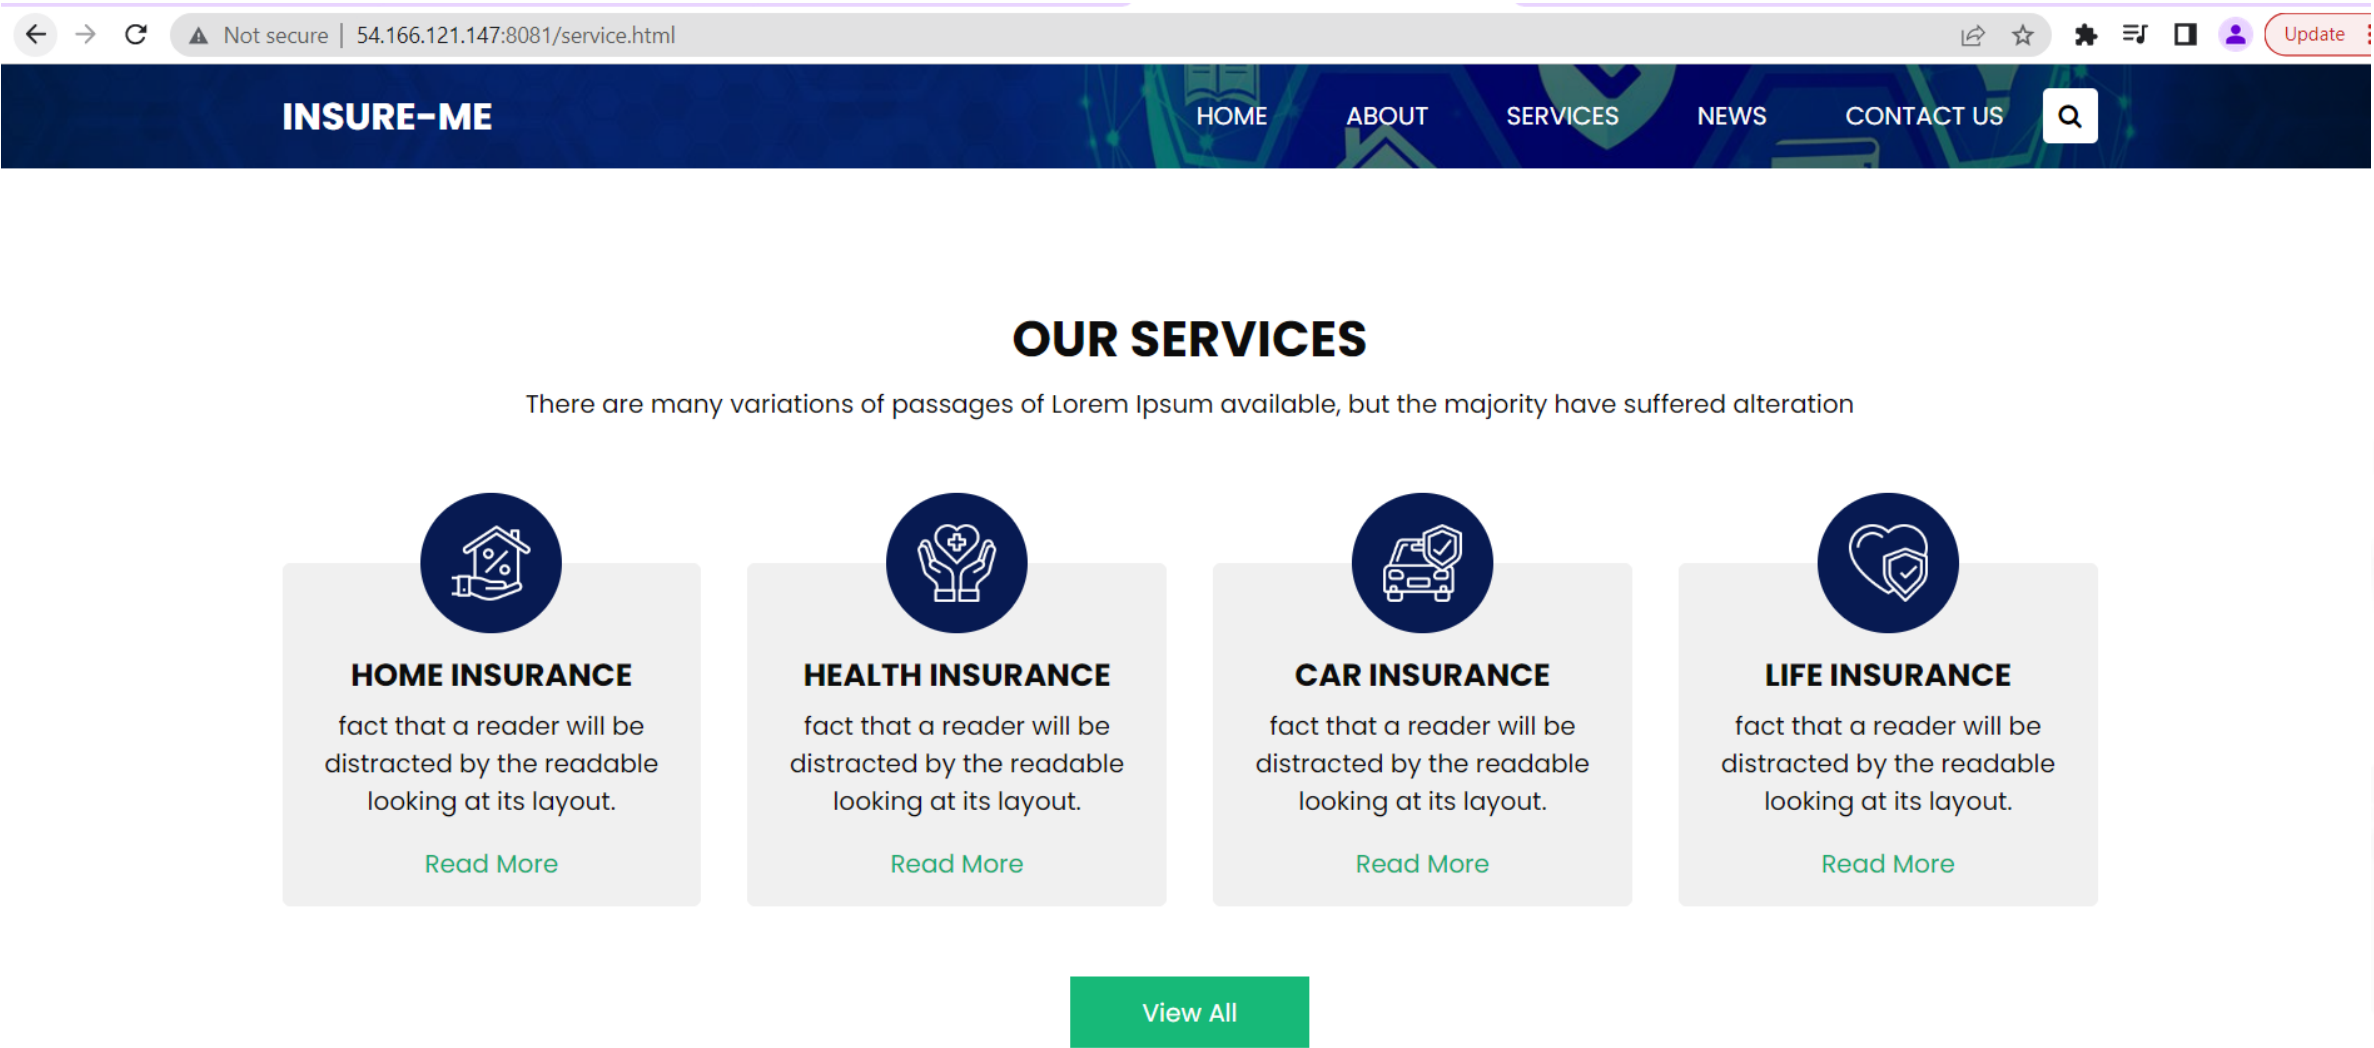 Not secure | 54.166.121.147:8081/service.html
Update
INSURE-ME
HOME ABOUT SERVICES NEWS CONTACT US
OUR SERVICES
There are many variations of passages of Lorem Ipsum available, but the majority have suffered alteration
HOME INSURANCE
fact that a reader will be
distracted by the readable
looking at its layout.
Read More
HEALTH INSURANCE
fact that a reader will be
distracted by the readable
looking at its layout.
Read More
CAR INSURANCE
fact that a reader will be
distracted by the readable
looking at its layout.
Read More
LIFE INSURANCE
fact that a reader will be
distracted by the readable
looking at its layout.
Read More
View All